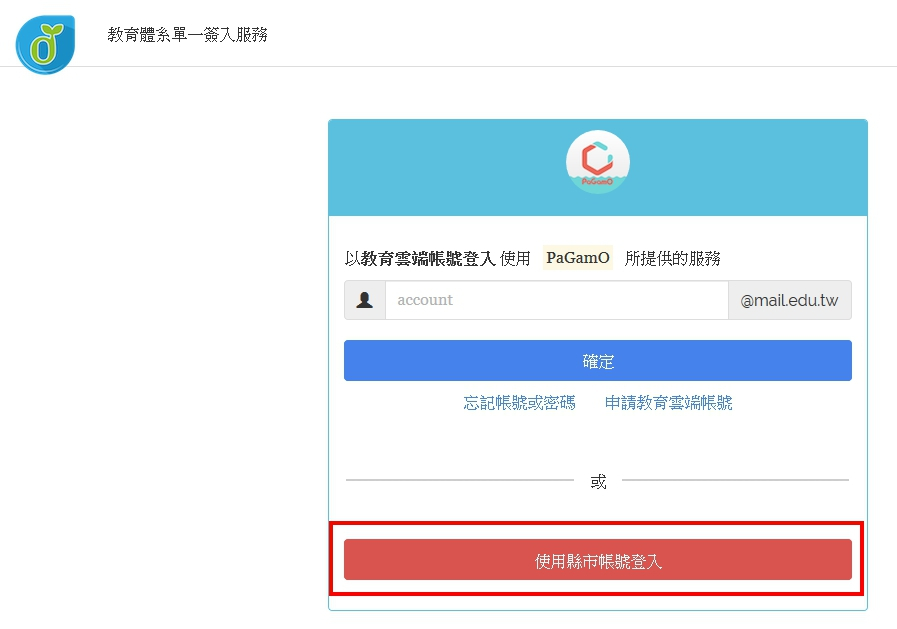 教育體系單一簽入服務
PaGamO
以教育雲端帳號登入 使用 PaGamO 所提供的服務
account @mail.edu.tw
確定
忘記帳號或密碼 申請教育雲端帳號
或
使用縣市帳號登入